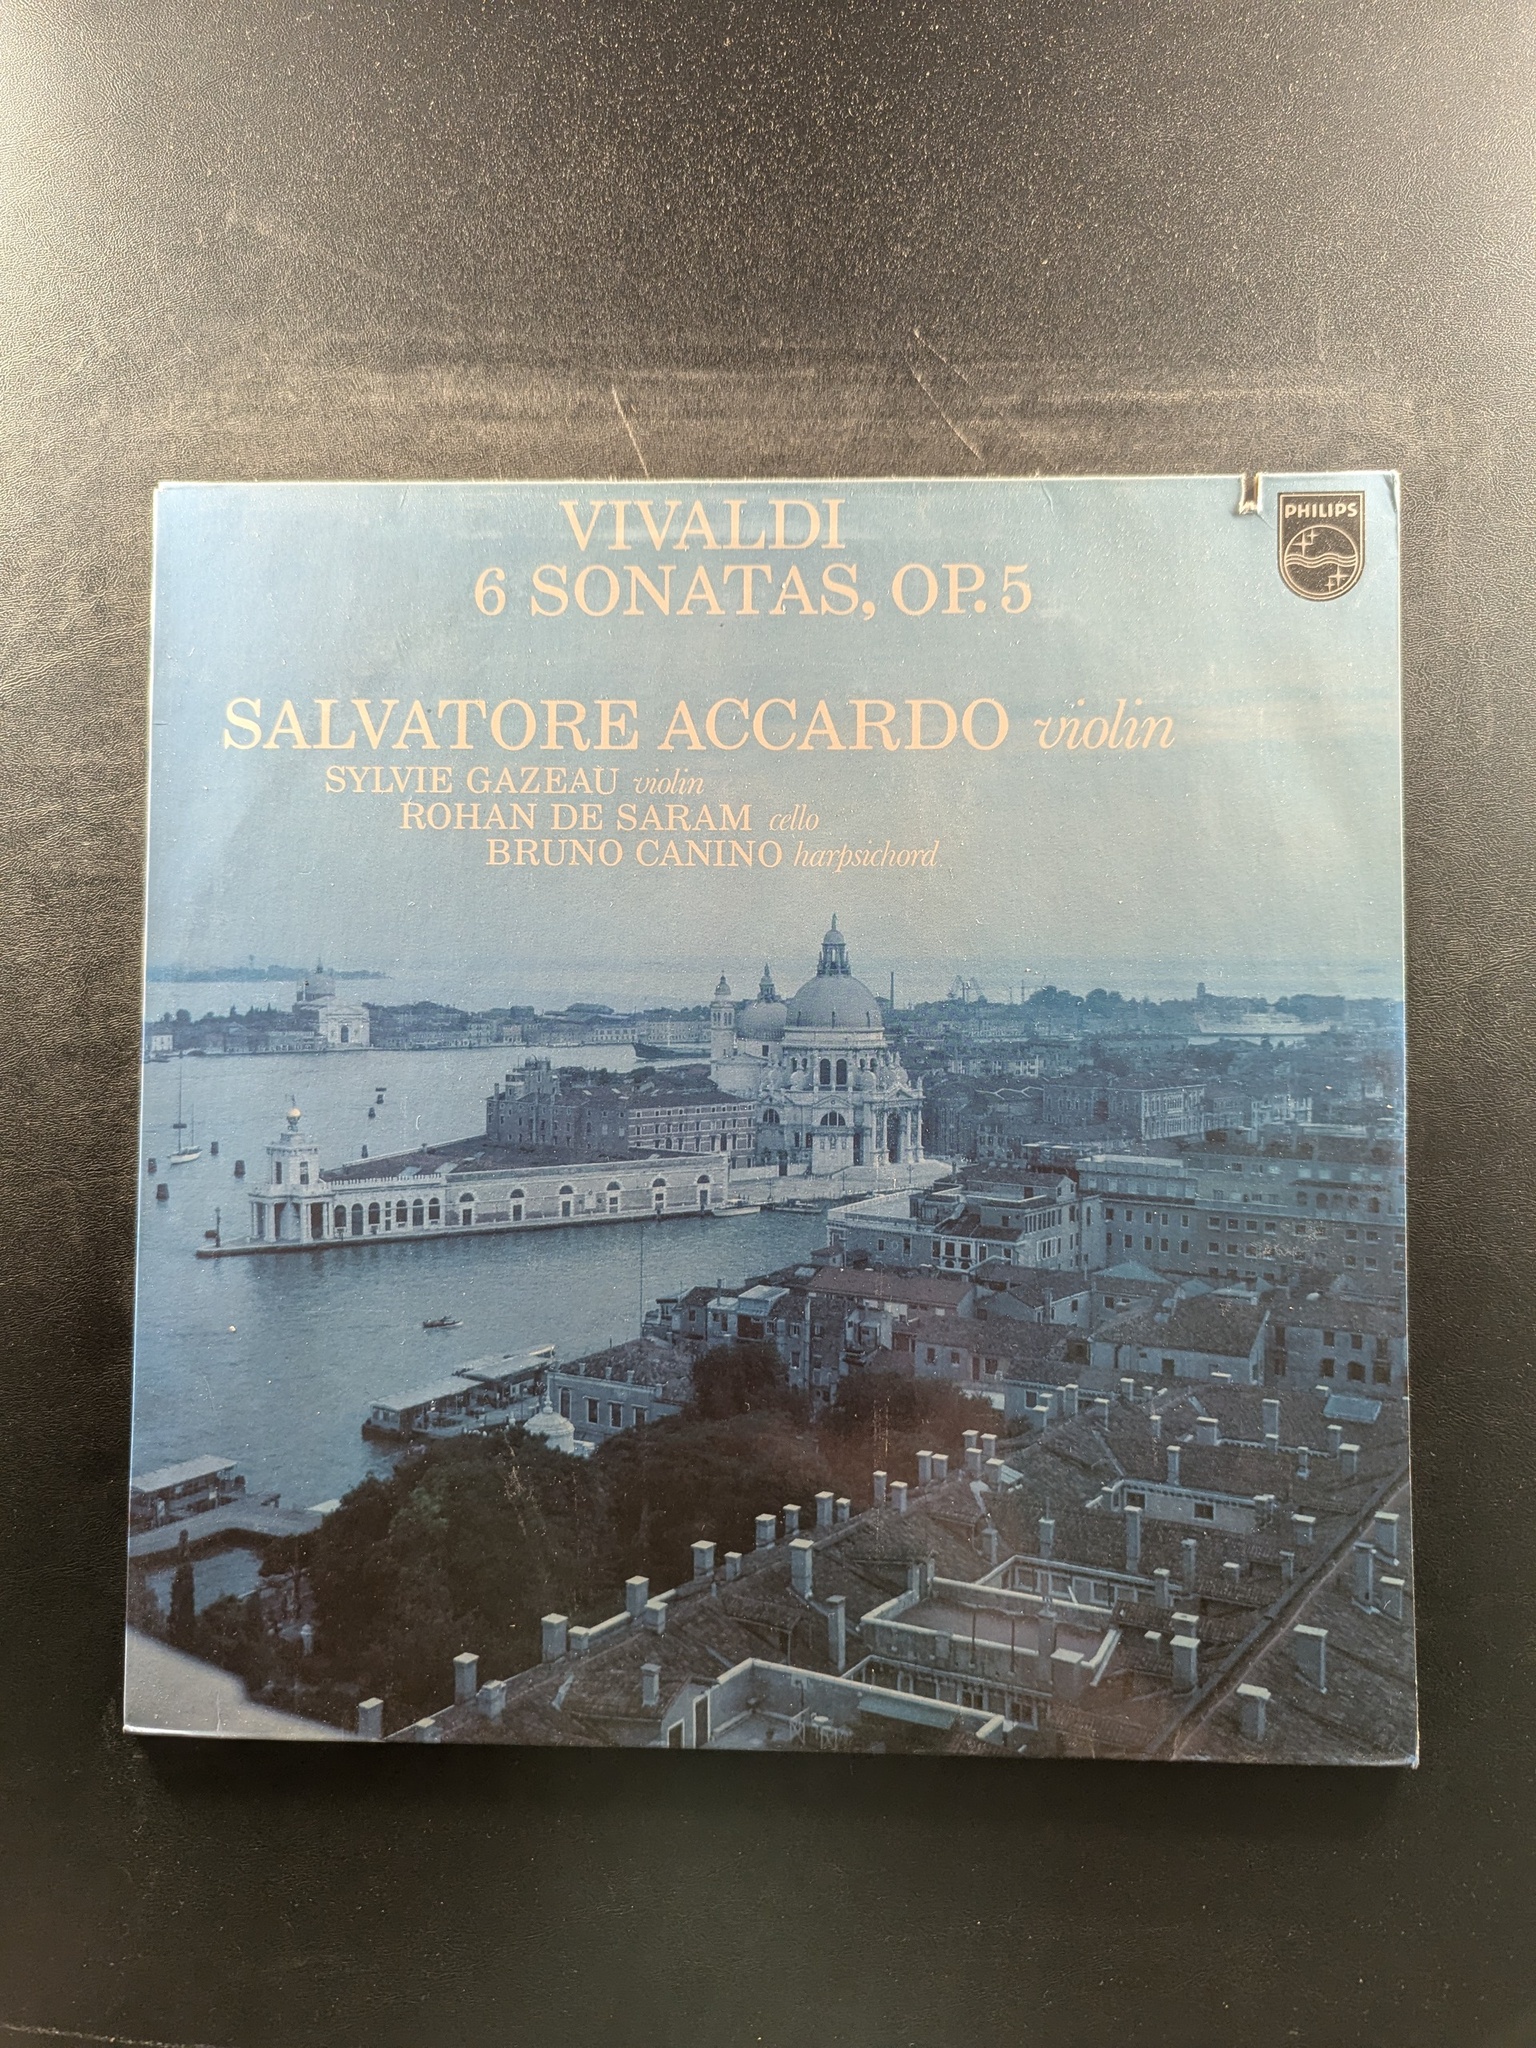 VIVALDI
6 SONATAS, OP. 5
PHILIPS
SALVATORE ACCARDO violin
SYLVIE GAZEAU violin
ROHAN DE SARAM cello
BRUNO CANINO harpsichord